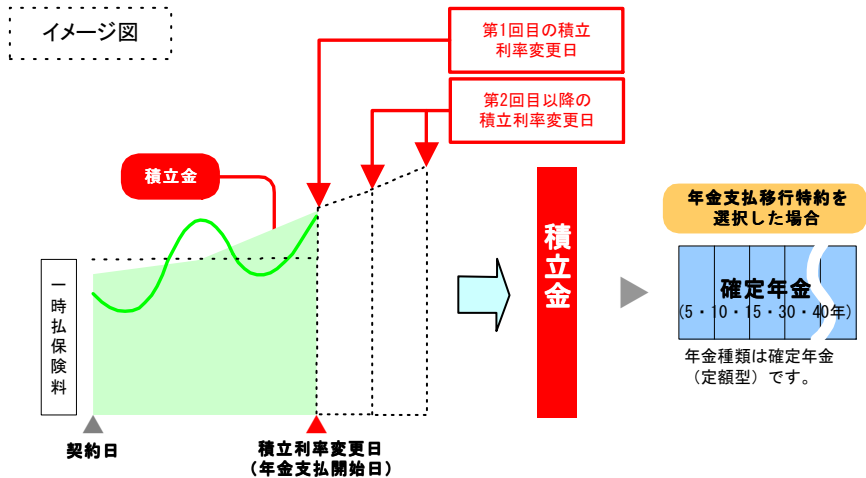 イメージ図
第1回目の積立
利率変更日
第2回目以降の
積立利率変更日
積立金
一時払保険料
契約日
積立利率変更日
(年金支払開始日)
積立金
年金支払移行特約を
選択した場合
確定年金
(5・10・15・30・40年)
年金種類は確定年金
(定額型)です。